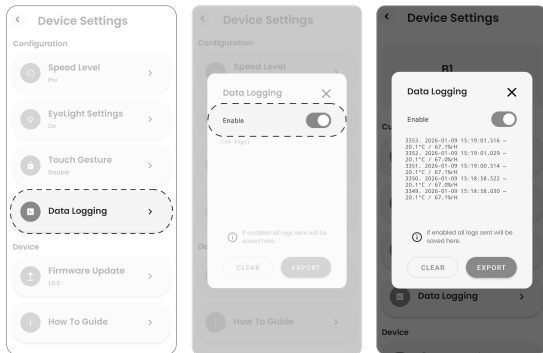 Device Settings
Configuration
Speed Level
Pro
EyeLight Settings
On
Touch Gesture
Disable
Data Logging
Device
Firmware Update
1.0.0
How To Guide
Device Settings
Configuration
Speed Level
Data Logging
Enable
(no logs)
If enabled all logs sent will be
saved here.
CLEAR
EXPORT
How To Guide
Device Settings
B1
Data Logging
Enable
3353. 2026-01-09 15:19:01.516 –
20.1°C / 67.1%rH
3352. 2026-01-09 15:19:01.029 –
20.1°C / 67.0%rH
3351. 2026-01-09 15:19:00.514 –
20.1°C / 67.1%rH
3350. 2026-01-09 15:18:58.522 –
20.1°C / 67.0%rH
3349. 2026-01-09 15:18:58.030 –
20.1°C / 67.1%rH
If enabled all logs sent will be
saved here.
CLEAR
EXPORT
Data Logging
Device